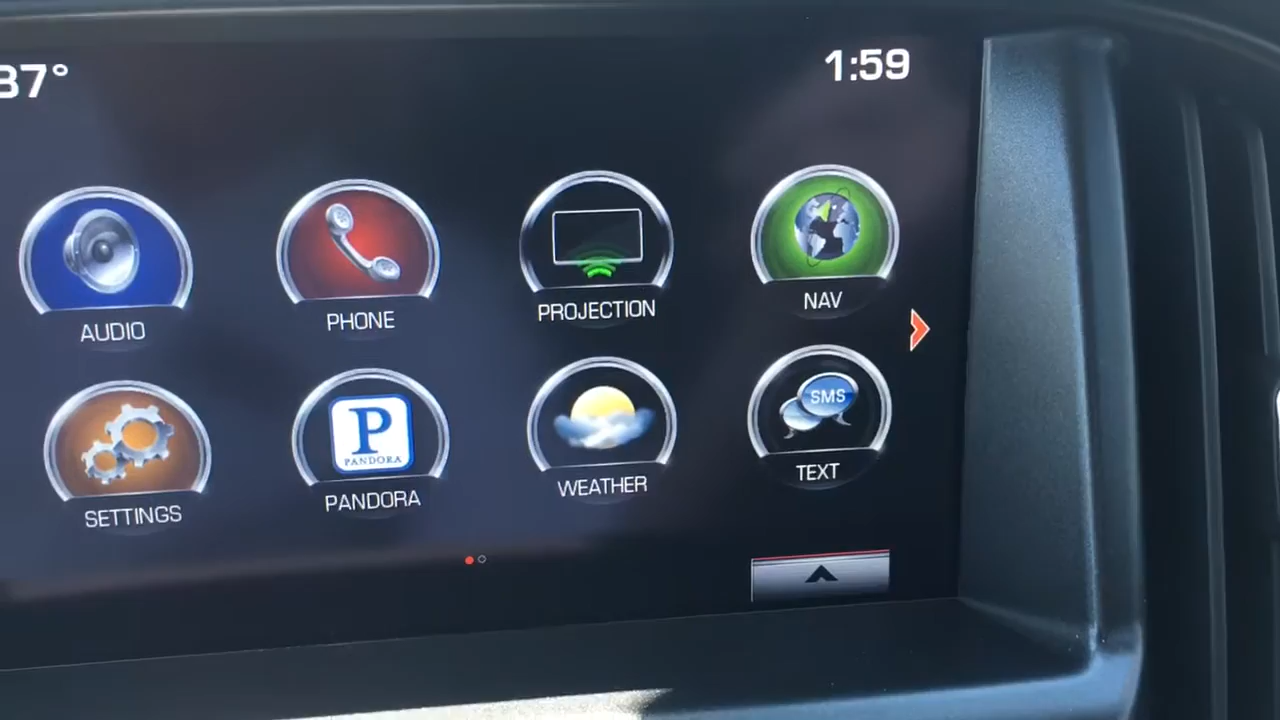 37°
1:59
AUDIO
PHONE
PROJECTION
NAV
SMS
P
PANDORA
SETTINGS
PANDORA
WEATHER
TEXT